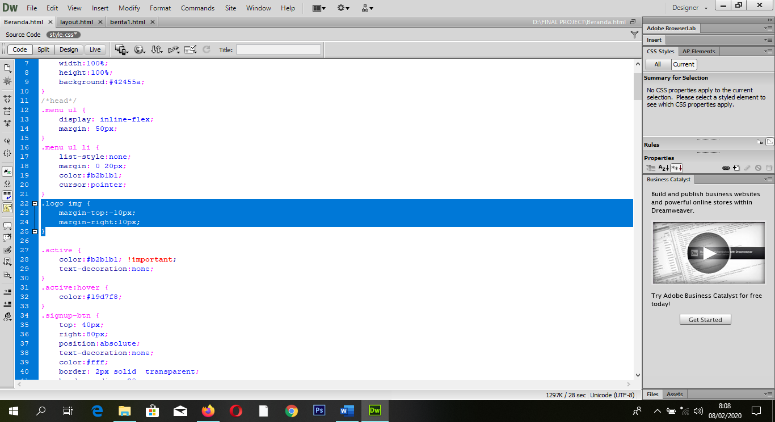 Dw File Edit View Insert Modify Format Commands Site Window Help Designer
Beranda.html × layout.html × berita1.html × D:\FINAL PROJECT\Beranda.html
Source Code style.css*
Code Split Design Live Title:
7 width:100%;
8 height:100%;
9 background:#42455a;
10 }
11 /*hend*/
12 .menu ul {
13 display: inline-flex;
14 margin: 50px;
15 }
16 .menu ul li {
17 list-style:none;
18 margin: 0 20px;
19 color:#b2b1b1;
20 cursor:pointer;
21 }
22 .logo img {
23 margin-top:-10px;
24 margin-right:10px;
25 }
26
27 .active {
28 color:#b2b1b1; !important;
29 text-decoration:none;
30 }
31 .active:hover {
32 color:#19d7f8;
33 }
34 .signup-btn {
35 top: 40px;
36 right:80px;
37 position:absolute;
38 text-decoration:none;
39 color:#fff;
40 border: 2px solid transparent;
1297K / 28 sec Unicode (UTF-8)
Adobe BrowserLab
Insert
CSS Styles AP Elements
All Current
Summary for Selection
No CSS properties apply to the current
selection. Please select a styled element to
see which CSS properties apply.
Rules
Properties
Business Catalyst
Build and publish business websites
and powerful online stores within
Dreamweaver.
Try Adobe Business Catalyst for free
today!
Get Started
Files Assets
Ps W Dw
8:08
08/02/2020